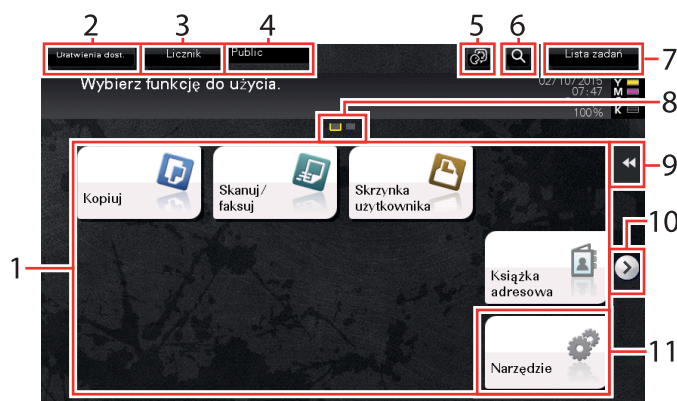 2 3 4 5 6
Ułatwienia dost. Licznik Public Lista zadań 7
Wybierz funkcję do użycia. 02/10/2015 Y
07:47 M
8
100% K
Kopiuj Skanuj/
faksuj Skrzynka
użytkownika 9
10
1 Książka
adresowa
Narzędzie 11